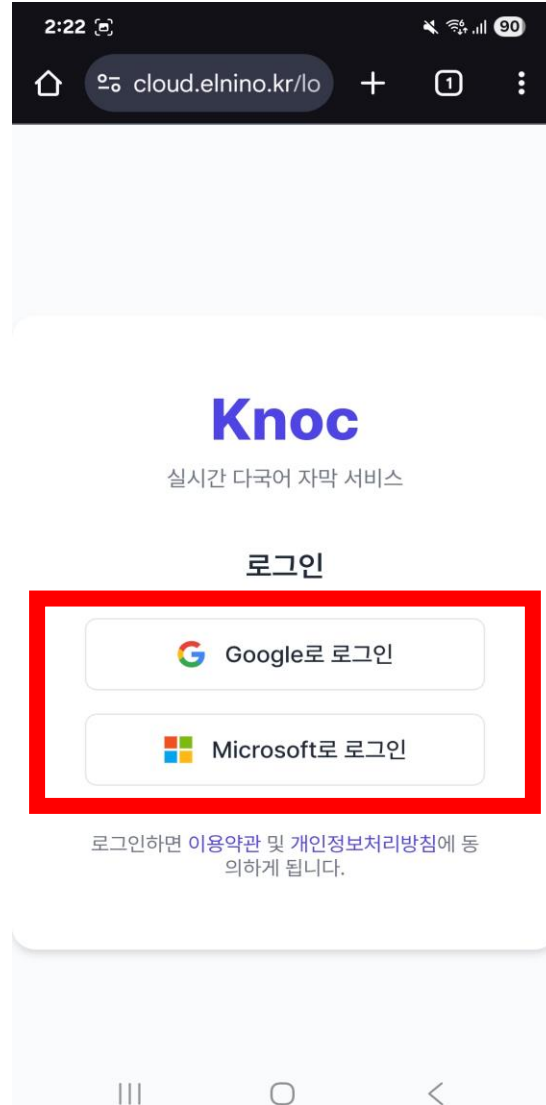 2:22
90
cloud.elnino.kr/lo
1
Knoc
실시간 다국어 자막 서비스
로그인
Google로 로그인
Microsoft로 로그인
로그인하면 이용약관 및 개인정보처리방침에 동
의하게 됩니다.